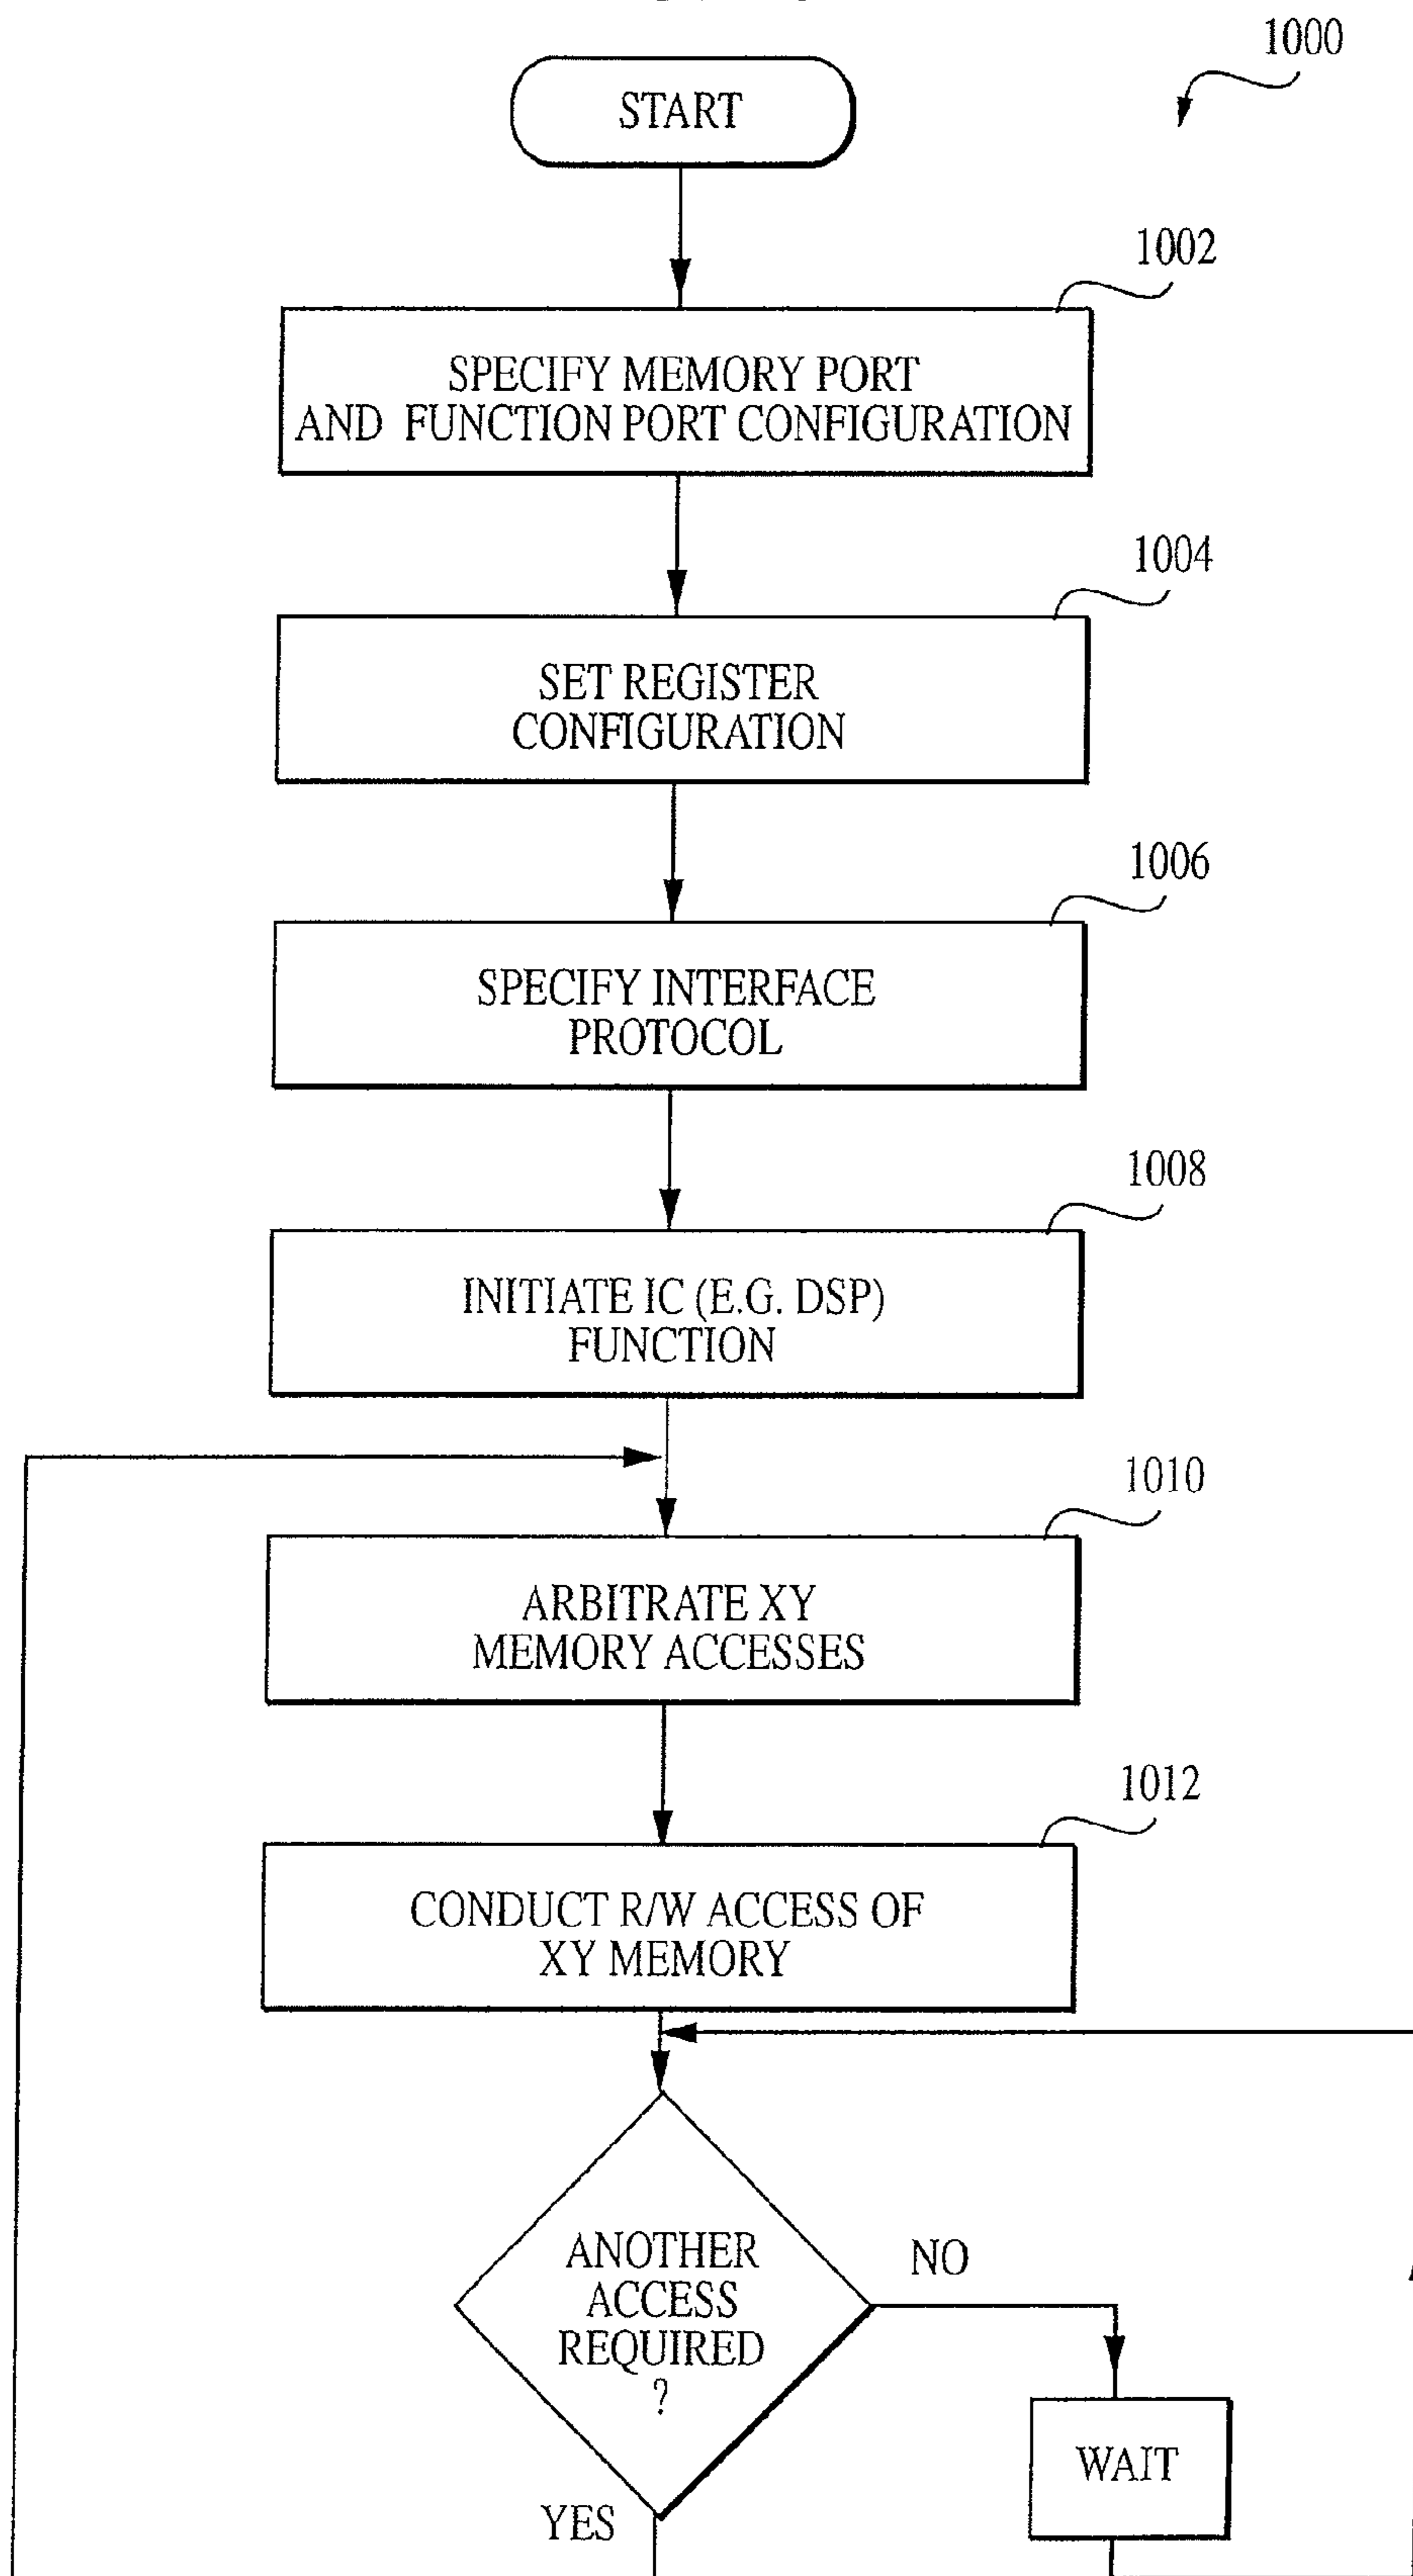 1000
START
1002
SPECIFY MEMORY PORT
AND FUNCTION PORT CONFIGURATION
1004
SET REGISTER
CONFIGURATION
1006
SPECIFY INTERFACE
PROTOCOL
1008
INITIATE IC (E.G. DSP)
FUNCTION
1010
ARBITRATE XY
MEMORY ACCESSES
1012
CONDUCT R/W ACCESS OF
XY MEMORY
ANOTHER
ACCESS
REQUIRED
?
NO
WAIT
YES